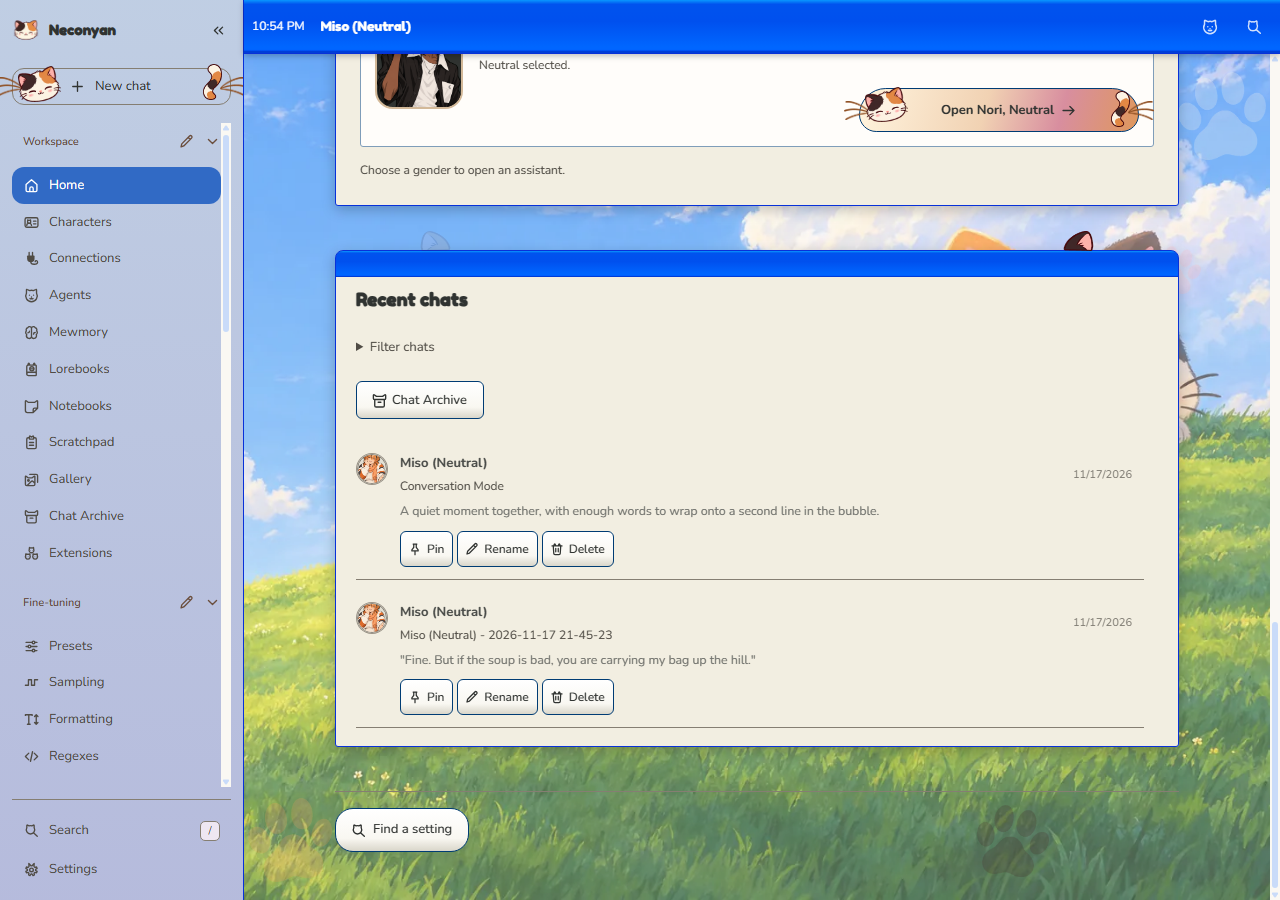 Neconyan
New chat
Workspace
Home
Characters
Connections
Agents
Mewmory
Lorebooks
Notebooks
Scratchpad
Gallery
Chat Archive
Extensions
Fine-tuning
Presets
Sampling
Formatting
Regexes
Search /
Settings
10:54 PM Miso (Neutral)
Neutral selected.
Open Nori, Neutral →
Choose a gender to open an assistant.
Recent chats
Filter chats
Chat Archive
Miso (Neutral)
11/17/2026
Conversation Mode
A quiet moment together, with enough words to wrap onto a second line in the bubble.
Pin Rename Delete
Miso (Neutral)
11/17/2026
Miso (Neutral) - 2026-11-17 21-45-23
"Fine. But if the soup is bad, you are carrying my bag up the hill."
Pin Rename Delete
Find a setting